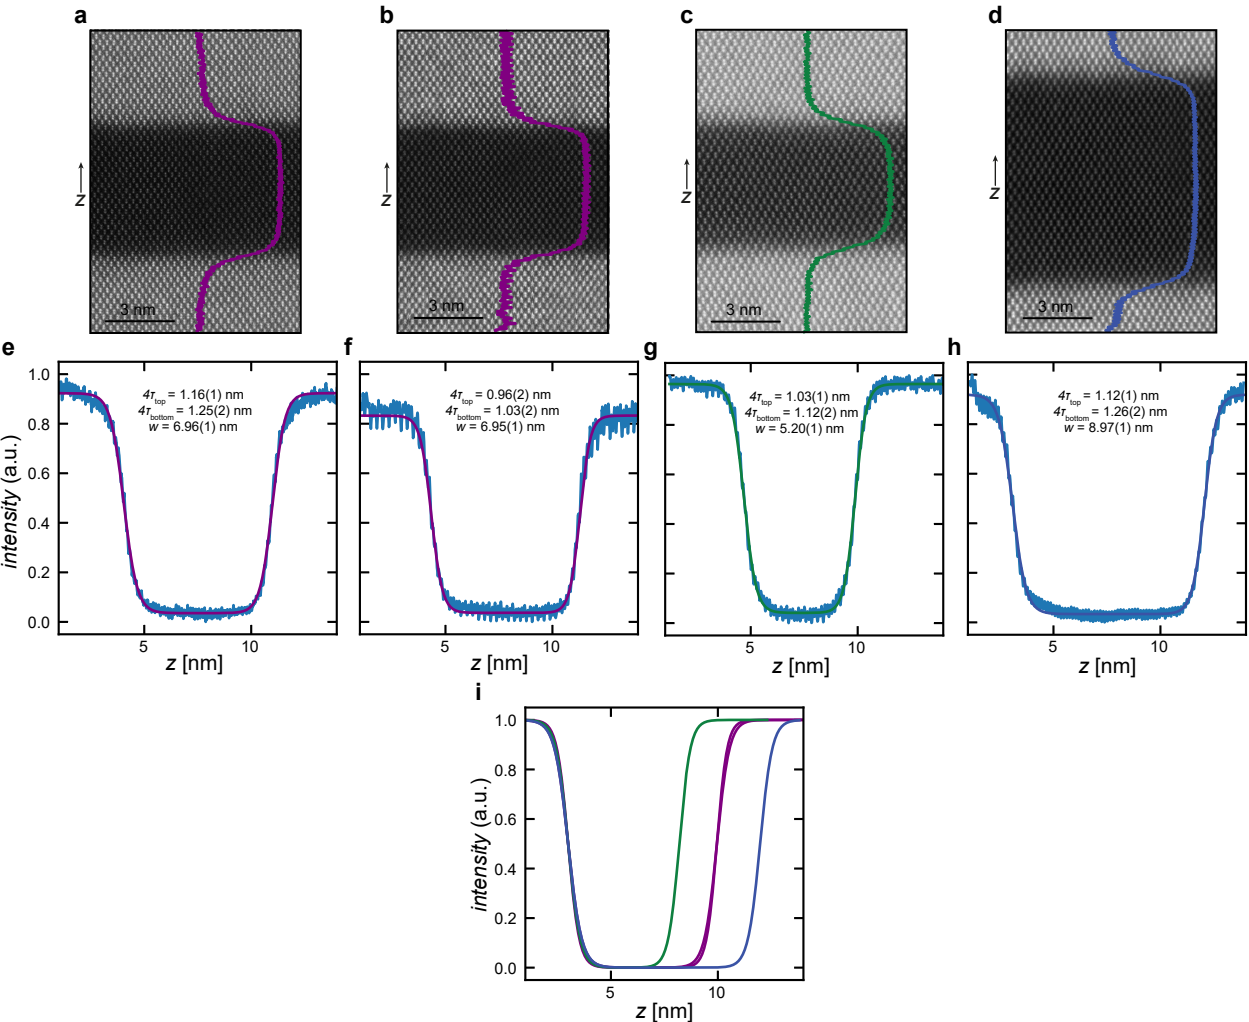 a
b
c
d
z
z
z
z
3 nm
3 nm
3 nm
3 nm
e
f
g
h
1.0
0.8
0.6
0.4
0.2
0.0
intensity (a.u.)
4τtop = 1.16(1) nm
4τbottom = 1.25(2) nm
w = 6.96(1) nm
4τtop = 0.96(2) nm
4τbottom = 1.03(2) nm
w = 6.95(1) nm
4τtop = 1.03(1) nm
4τbottom = 1.12(2) nm
w = 5.20(1) nm
4τtop = 1.12(1) nm
4τbottom = 1.26(2) nm
w = 8.97(1) nm
5 10
5 10
5 10
5 10
z [nm]
z [nm]
z [nm]
z [nm]
i
1.0
0.8
0.6
0.4
0.2
0.0
intensity (a.u.)
5 10
z [nm]